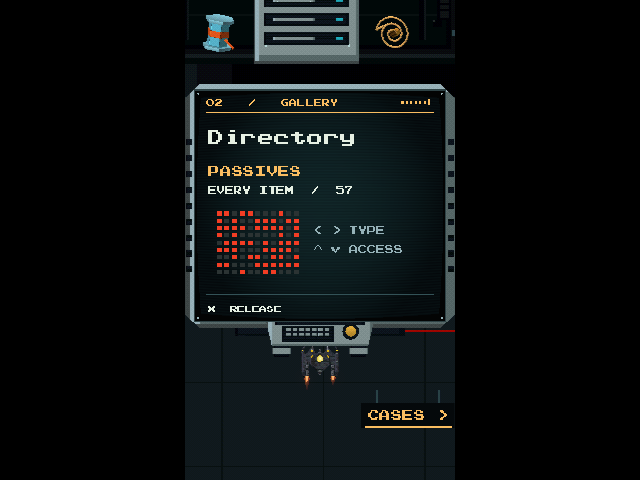 02 / GALLERY
Directory
PASSIVES
EVERY ITEM / 57
< > TYPE
^ v ACCESS
× RELEASE
CASES >